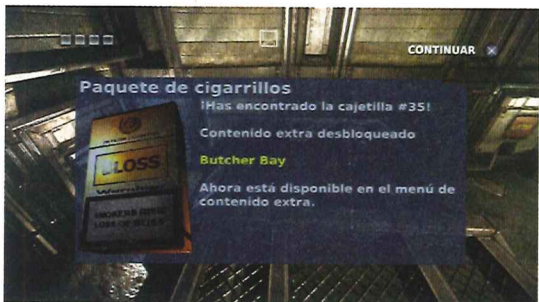 CONTINUAR
Paquete de cigarrillos
¡Has encontrado la cajetilla #35!
Contenido extra desbloqueado
Butcher Bay
Ahora está disponible en el menú de
contenido extra.
LOSS